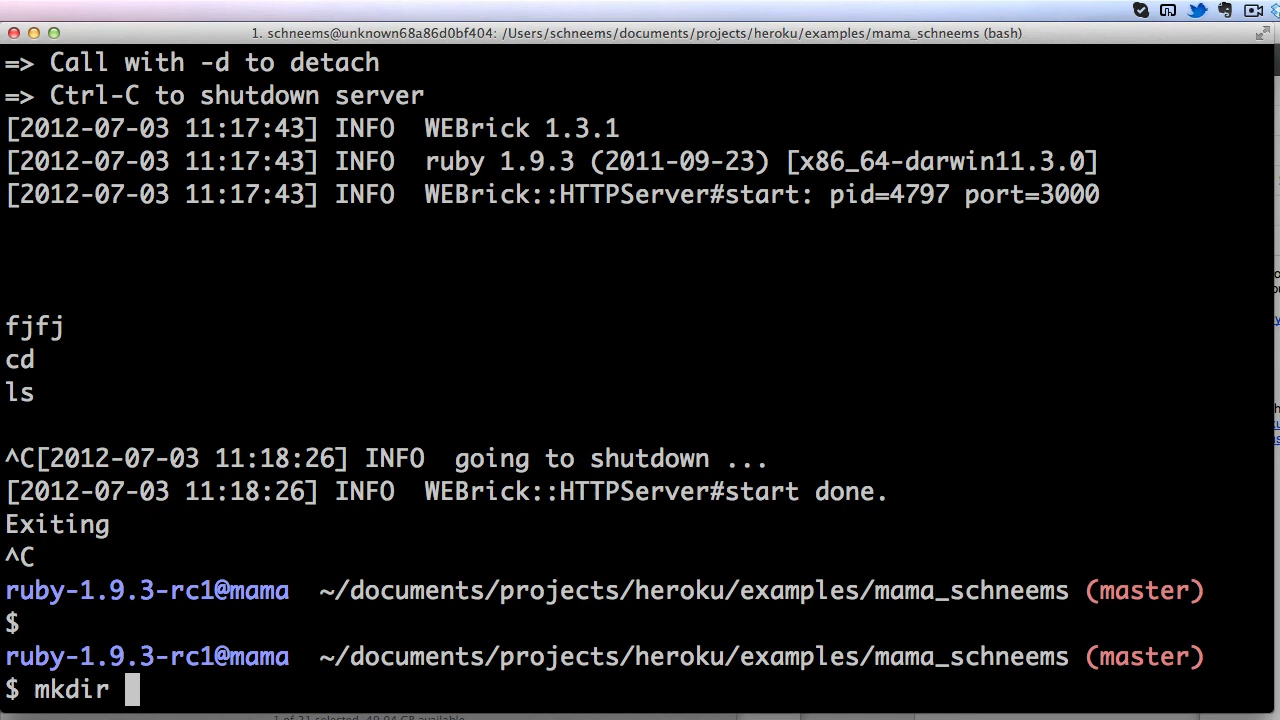 1. schneems@unknown68a86d0bf404: /Users/schneems/documents/projects/heroku/examples/mama_schneems (bash)
=> Call with -d to detach
=> Ctrl-C to shutdown server
[2012-07-03 11:17:43] INFO  WEBrick 1.3.1
[2012-07-03 11:17:43] INFO  ruby 1.9.3 (2011-09-23) [x86_64-darwin11.3.0]
[2012-07-03 11:17:43] INFO  WEBrick::HTTPServer#start: pid=4797 port=3000
fjfj
cd
ls
^C[2012-07-03 11:18:26] INFO  going to shutdown ...
[2012-07-03 11:18:26] INFO  WEBrick::HTTPServer#start done.
Exiting
^C
ruby-1.9.3-rc1@mama  ~/documents/projects/heroku/examples/mama_schneems (master)
$
ruby-1.9.3-rc1@mama  ~/documents/projects/heroku/examples/mama_schneems (master)
$ mkdir